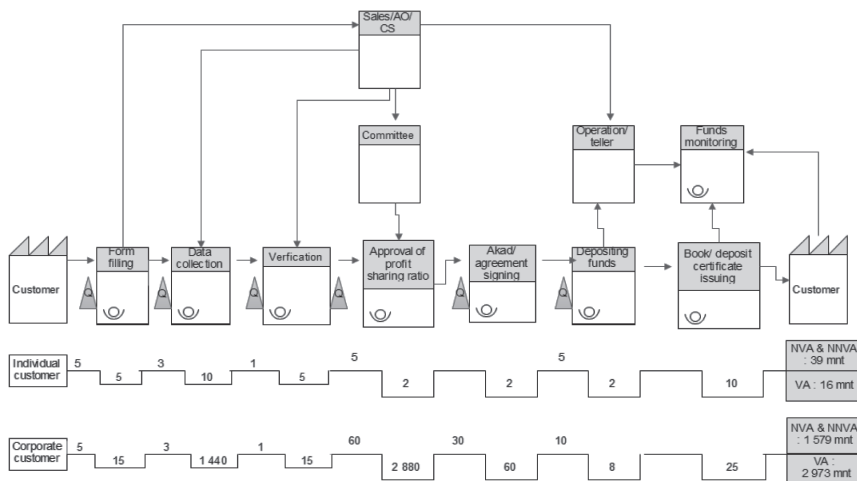 Sales/AO/
CS
Committee
Operation/
teller
Funds
monitoring
Customer
Form
filling
Data
collection
Verfication
Approval of
profit
sharing ratio
Akad/
agreement
signing
Depositing
funds
Book/ deposit
certificate
issuing
Customer
Q
Q
Q
Q
Q
Q
Individual
customer
5
5
3
10
1
5
5
2
2
5
2
10
NVA & NNVA
: 39 mnt
VA : 16 mnt
Corporate
customer
5
15
3
1 440
1
15
60
2 880
30
60
10
8
25
NVA & NNVA
: 1 579 mnt
VA :
2 973 mnt